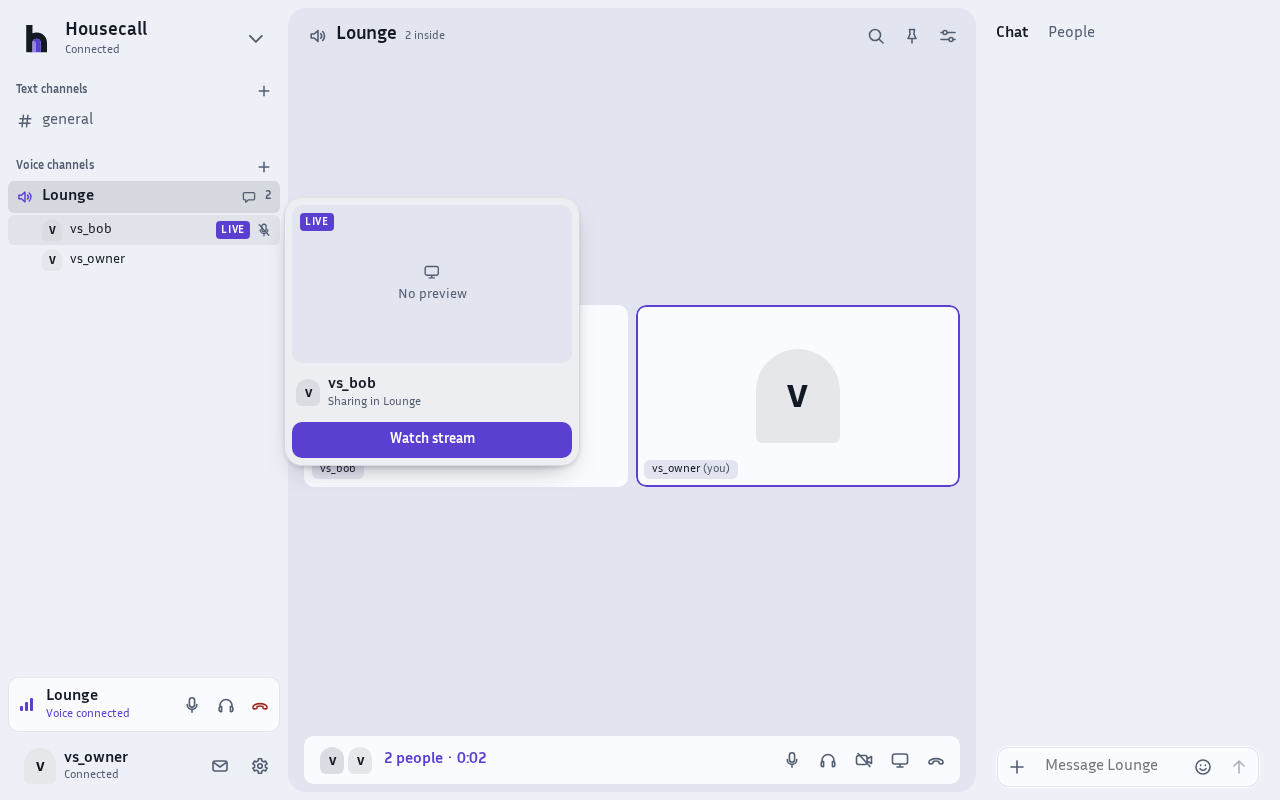 Housecall
Connected
Text channels
general
Voice channels
Lounge
2
V
vs_bob
LIVE
V
vs_owner
Lounge
2 inside
LIVE
No preview
V
vs_bob
Sharing in Lounge
Watch stream
vs_bob
V
vs_owner (you)
Lounge
Voice connected
V
vs_owner
Connected
V
V
2 people · 0:02
Chat
People
Message Lounge